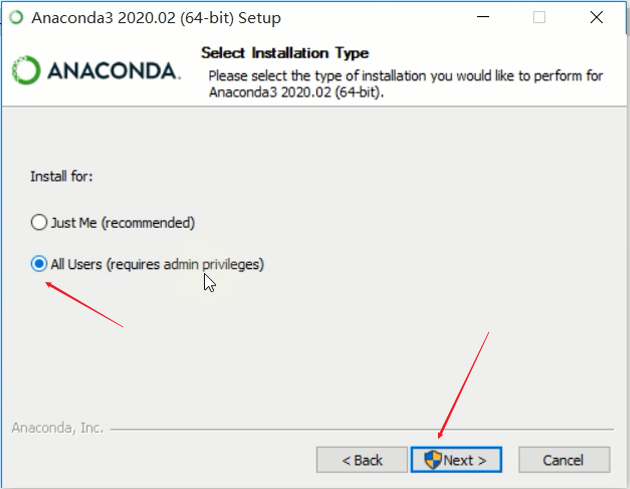 Anaconda3 2020.02 (64-bit) Setup
Select Installation Type
ANACONDA.
Please select the type of installation you would like to perform for
Anaconda3 2020.02 (64-bit).
Install for:
Just Me (recommended)
All Users (requires admin privileges)
Anaconda, Inc.
< Back
Next >
Cancel